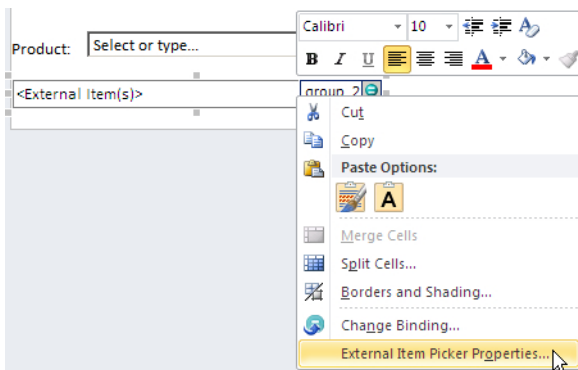 Calibri 10
Product: Select or type...
B I U A
<External Item(s)> group_2
Cut
Copy
Paste Options:
A
Merge Cells
Split Cells...
Borders and Shading...
Change Binding...
External Item Picker Properties...